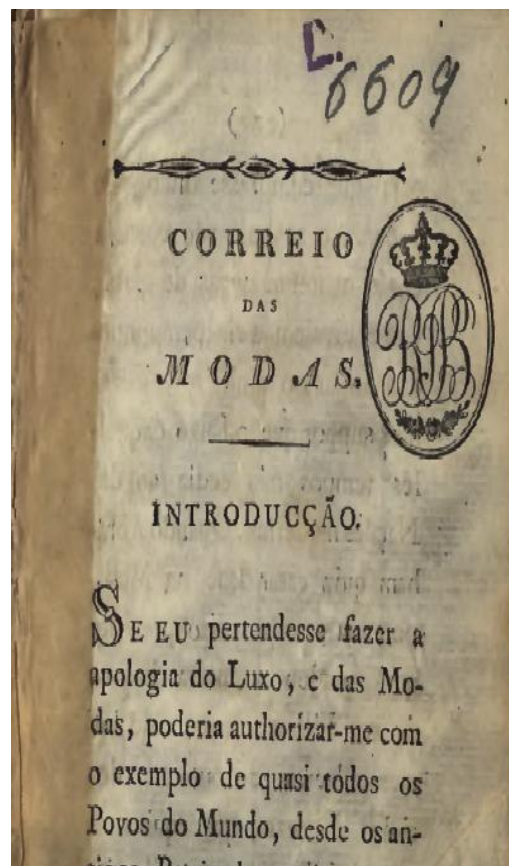 L.
6609
CORREIO
DAS
MODAS.
INTRODUCÇÃO.
SE EU pertendesse fazer a
apologia do Luxo, e das Mo-
das, poderia authorizar-me com
o exemplo de quasi todos os
Povos do Mundo, desde os an-